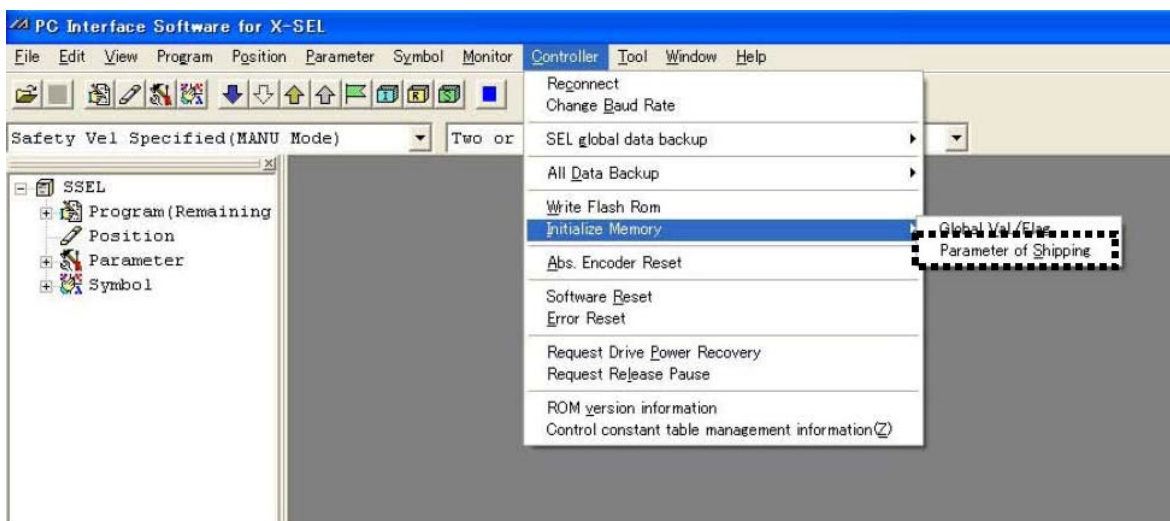 PC Interface Software for X-SEL
File Edit View Program Position Parameter Symbol Monitor Controller Tool Window Help
Reconnect
Change Baud Rate
Safety Vel Specified(MANU Mode) Two or
SEL global data backup
All Data Backup
SSEL
Program(Remaining
Position
Parameter
Symbol
Write Flash Rom
Initialize Memory
Global Val/Flag
Parameter of Shipping
Abs. Encoder Reset
Software Reset
Error Reset
Request Drive Power Recovery
Request Release Pause
ROM version information
Control constant table management information(Z)